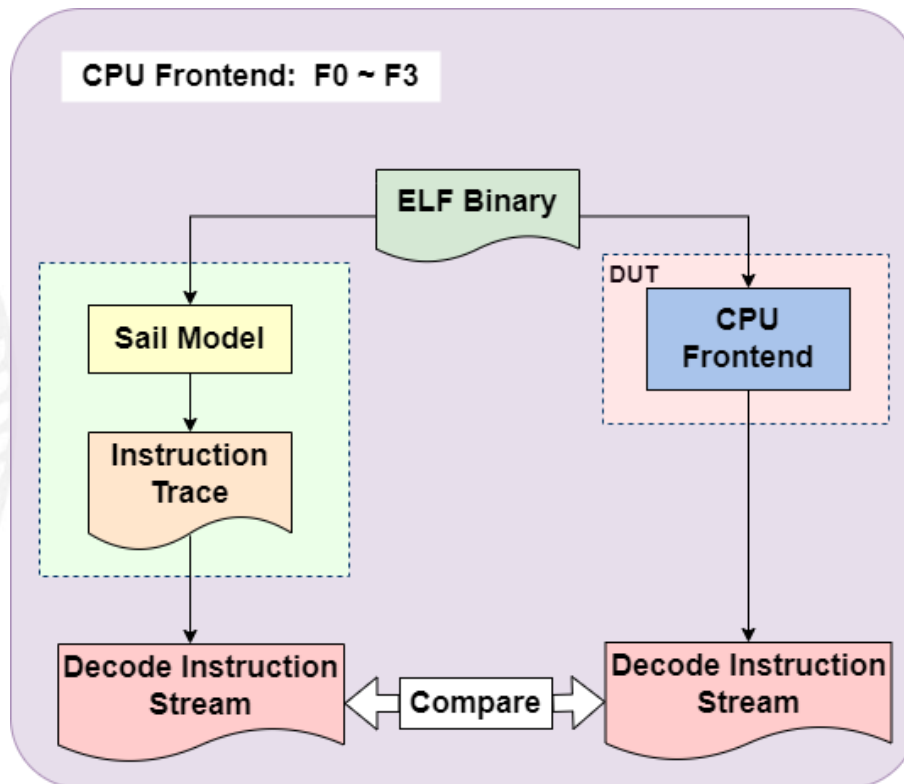 CPU Frontend: F0 ~ F3
ELF Binary
DUT
Sail Model
CPU
Frontend
Instruction
Trace
Decode Instruction
Stream
Compare
Decode Instruction
Stream